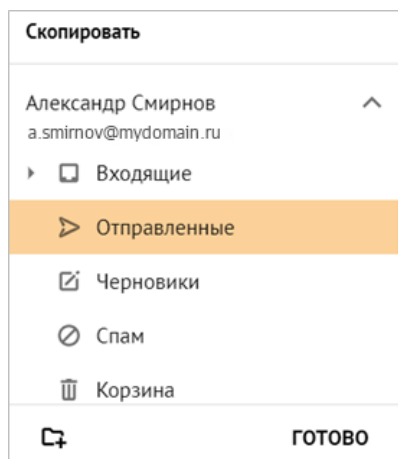 Скопировать
Александр Смирнов
a.smirnov@mydomain.ru
Входящие
Отправленные
Черновики
Спам
Корзина
ГОТОВО